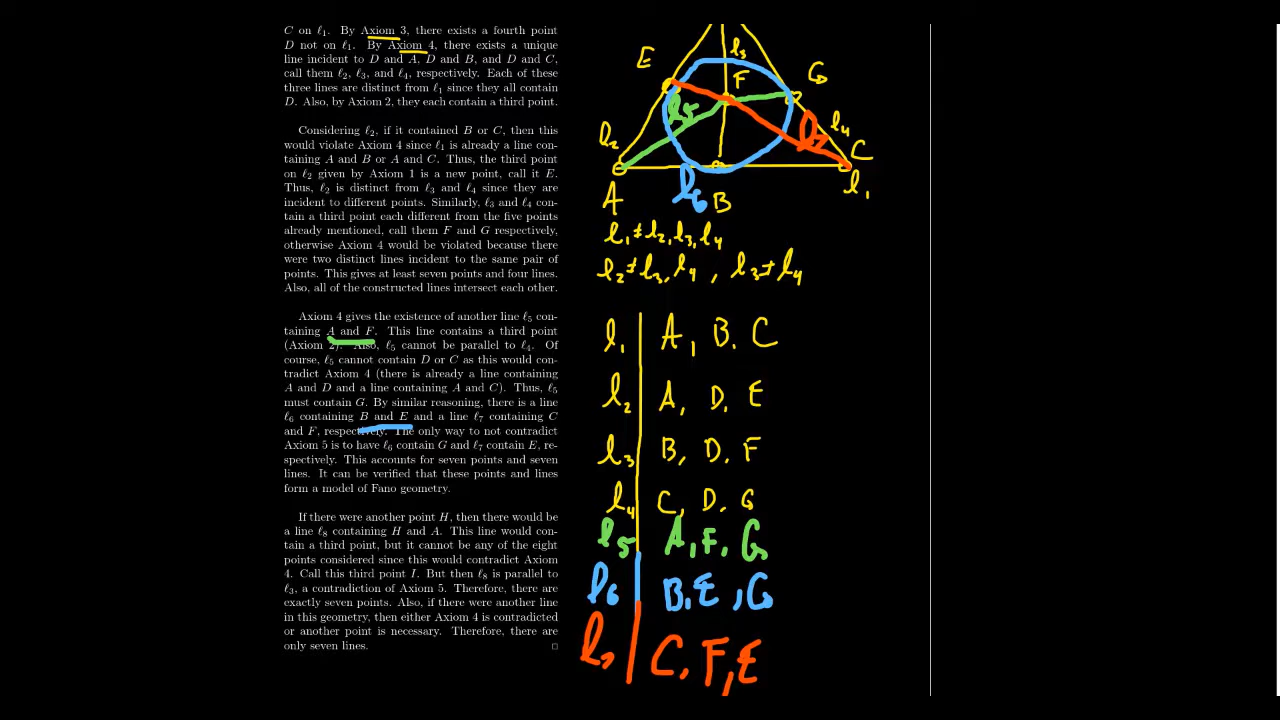 C on ℓ1. By Axiom 3, there exists a fourth point
D not on ℓ1. By Axiom 4, there exists a unique
line incident to D and A, D and B, and D and C,
call them ℓ2, ℓ3, and ℓ4, respectively. Each of these
three lines are distinct from ℓ1 since they all contain
D. Also, by Axiom 2, they each contain a third point.
Considering ℓ2, if it contained B or C, then this
would violate Axiom 4 since ℓ1 is already a line con-
taining A and B or A and C. Thus, the third point
on ℓ2 given by Axiom 1 is a new point, call it E.
Thus, ℓ2 is distinct from ℓ3 and ℓ4 since they are
incident to different points. Similarly, ℓ3 and ℓ4 con-
tain a third point each different from the five points
already mentioned, call them F and G respectively,
otherwise Axiom 4 would be violated because there
were two distinct lines incident to the same pair of
points. This gives at least seven points and four lines.
Also, all of the constructed lines intersect each other.
Axiom 4 gives the existence of another line ℓ5 con-
taining A and F. This line contains a third point
(Axiom 2). Also, ℓ5 cannot be parallel to ℓ4. Of
course, ℓ5 cannot contain D or C as this would con-
tradict Axiom 4 (there is already a line containing
A and D and a line containing A and C). Thus, ℓ5
must contain G. By similar reasoning, there is a line
ℓ6 containing B and E and a line ℓ7 containing C
and F, respectively. The only way to not contradict
Axiom 5 is to have ℓ6 contain G and ℓ7 contain E, re-
spectively. This accounts for seven points and seven
lines. It can be verified that these points and lines
form a model of Fano geometry.
If there were another point H, then there would be
a line ℓ8 containing H and A. This line would con-
tain a third point, but it cannot be any of the eight
points considered since this would contradict Axiom
4. Call this third point I. But then ℓ8 is parallel to
ℓ3, a contradiction of Axiom 5. Therefore, there are
exactly seven points. Also, if there were another line
in this geometry, then either Axiom 4 is contradicted
or another point is necessary. Therefore, there are
only seven lines. □
ℓ3
E
F
G
ℓ5
ℓ2
ℓ7
ℓ4
C
A
ℓ6
B
ℓ1
ℓ1 ≠ ℓ2, ℓ3, ℓ4
ℓ2 ≠ ℓ3, ℓ4 , ℓ3 ≠ ℓ4
ℓ1 A, B, C
ℓ2 A, D, E
ℓ3 B, D, F
ℓ4 C, D, G
ℓ5 A, F, G
ℓ6 B, E, G
ℓ7 C, F, E